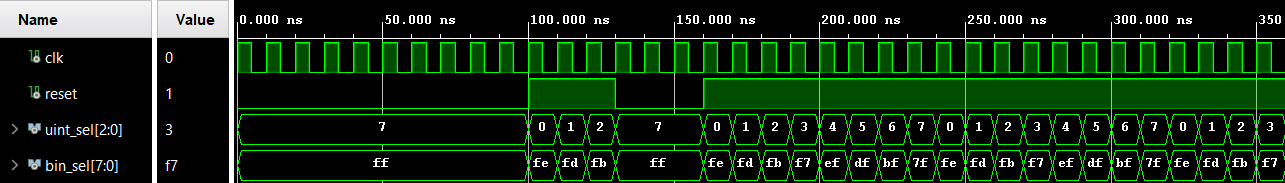 Name Value 0.000 ns 50.000 ns 100.000 ns 150.000 ns 200.000 ns 250.000 ns 300.000 ns 350
clk 0
reset 1
uint_sel[2:0] 3 7 0 1 2 7 0 1 2 3 4 5 6 7 0 1 2 3 4 5 6 7 0 1 2 3
bin_sel[7:0] f7 ff fe fd fb ff fe fd fb f7 ef df bf 7f fe fd fb f7 ef df bf 7f fe fd fb f7